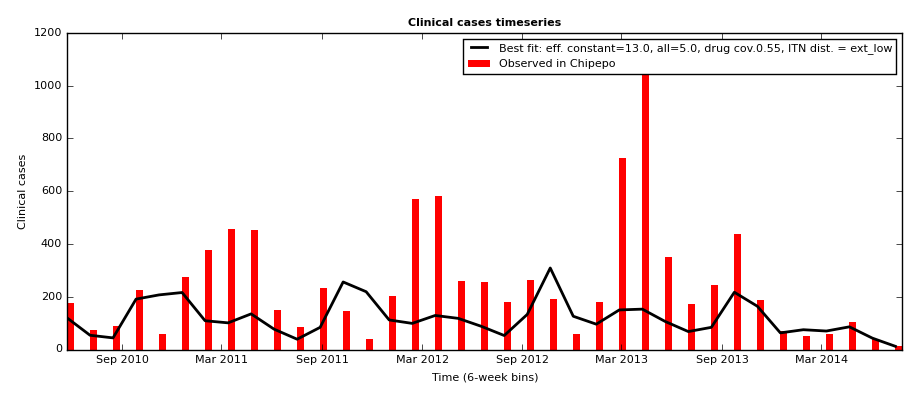 Clinical cases timeseries
1200
1000
800
600
400
200
0
Clinical cases
Best fit: eff. constant=13.0, all=5.0, drug cov.0.55, ITN dist. = ext_low
Observed in Chipepo
Sep 2010 Mar 2011 Sep 2011 Mar 2012 Sep 2012 Mar 2013 Sep 2013 Mar 2014
Time (6-week bins)